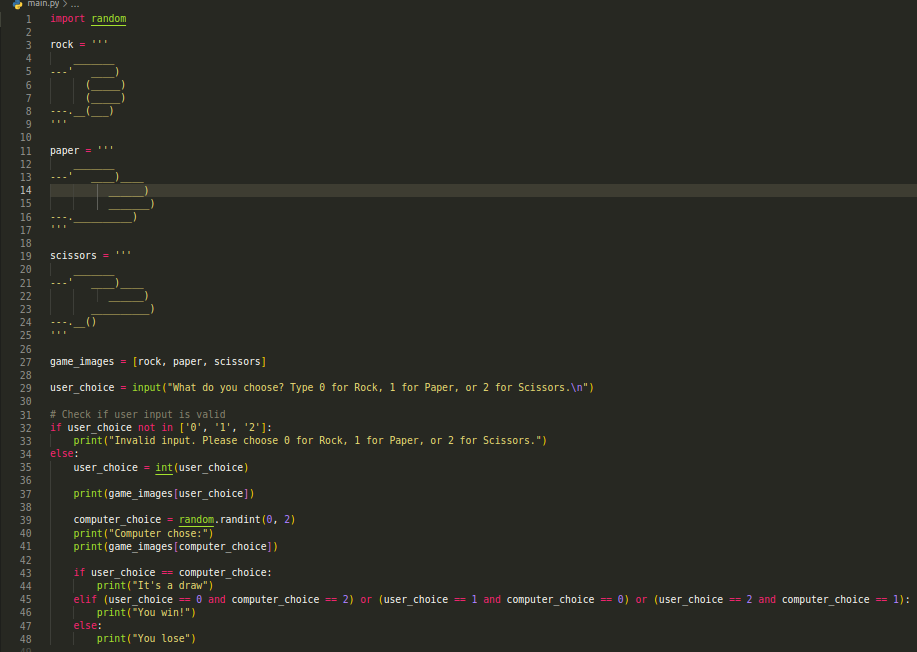 main.py > ...
1 import random
2
3 rock = '''
4     _______
5 ---'   ____)
6       (_____)
7       (_____)
8 ---.__(___)
9 '''
10
11 paper = '''
12     _______
13 ---'   ____)____
14           ______)
15           _______)
16 ---.__________)
17 '''
18
19 scissors = '''
20     _______
21 ---'   ____)____
22           ______)
23        __________)
24 ---.__()
25 '''
26
27 game_images = [rock, paper, scissors]
28
29 user_choice = input("What do you choose? Type 0 for Rock, 1 for Paper, or 2 for Scissors.\n")
30
31 # Check if user input is valid
32 if user_choice not in ['0', '1', '2']:
33     print("Invalid input. Please choose 0 for Rock, 1 for Paper, or 2 for Scissors.")
34 else:
35     user_choice = int(user_choice)
36
37     print(game_images[user_choice])
38
39     computer_choice = random.randint(0, 2)
40     print("Computer chose:")
41     print(game_images[computer_choice])
42
43     if user_choice == computer_choice:
44         print("It's a draw")
45     elif (user_choice == 0 and computer_choice == 2) or (user_choice == 1 and computer_choice == 0) or (user_choice == 2 and computer_choice == 1):
46         print("You win!")
47     else:
48         print("You lose")